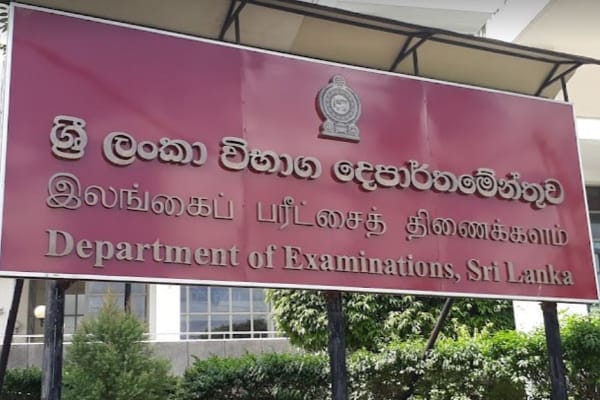 ශ්‍රී ලංකා විභාග දෙපාර්තමේන්තුව
இலங்கைப் பரீட்சைத் திணைக்களம்
Department of Examinations, Sri Lanka